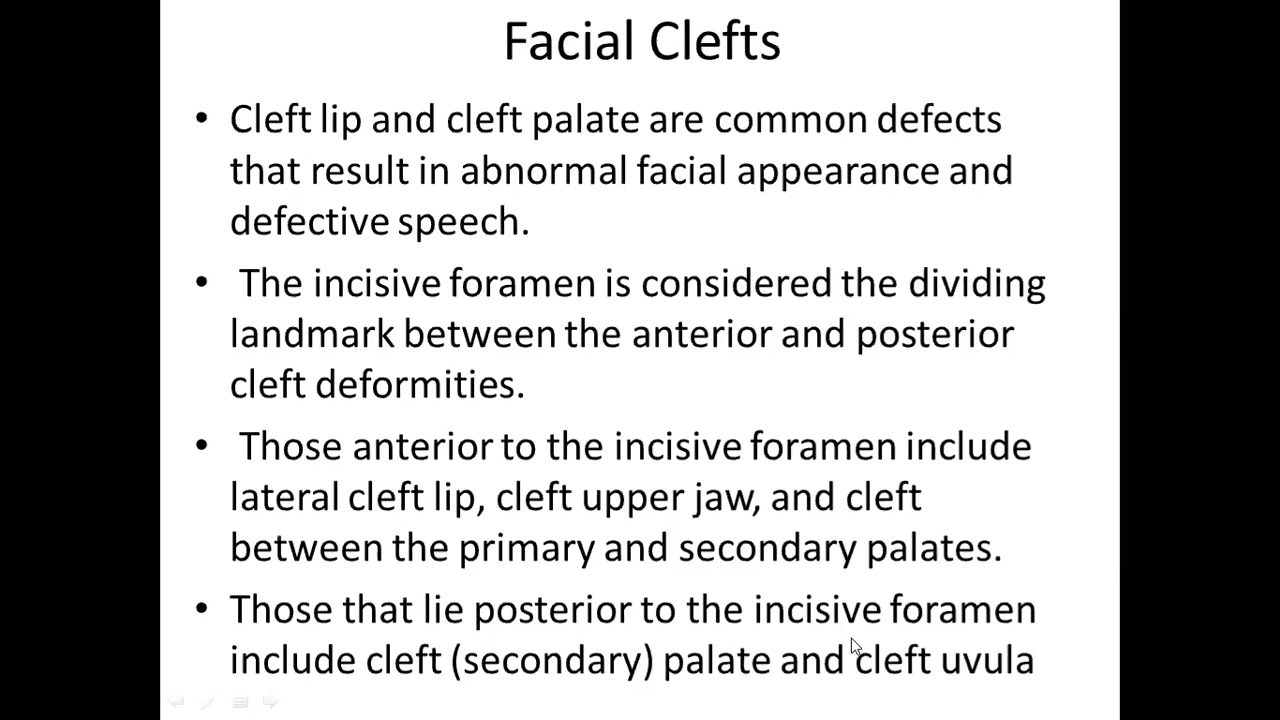 Facial Clefts
• Cleft lip and cleft palate are common defects
that result in abnormal facial appearance and
defective speech.
• The incisive foramen is considered the dividing
landmark between the anterior and posterior
cleft deformities.
• Those anterior to the incisive foramen include
lateral cleft lip, cleft upper jaw, and cleft
between the primary and secondary palates.
• Those that lie posterior to the incisive foramen
include cleft (secondary) palate and cleft uvula